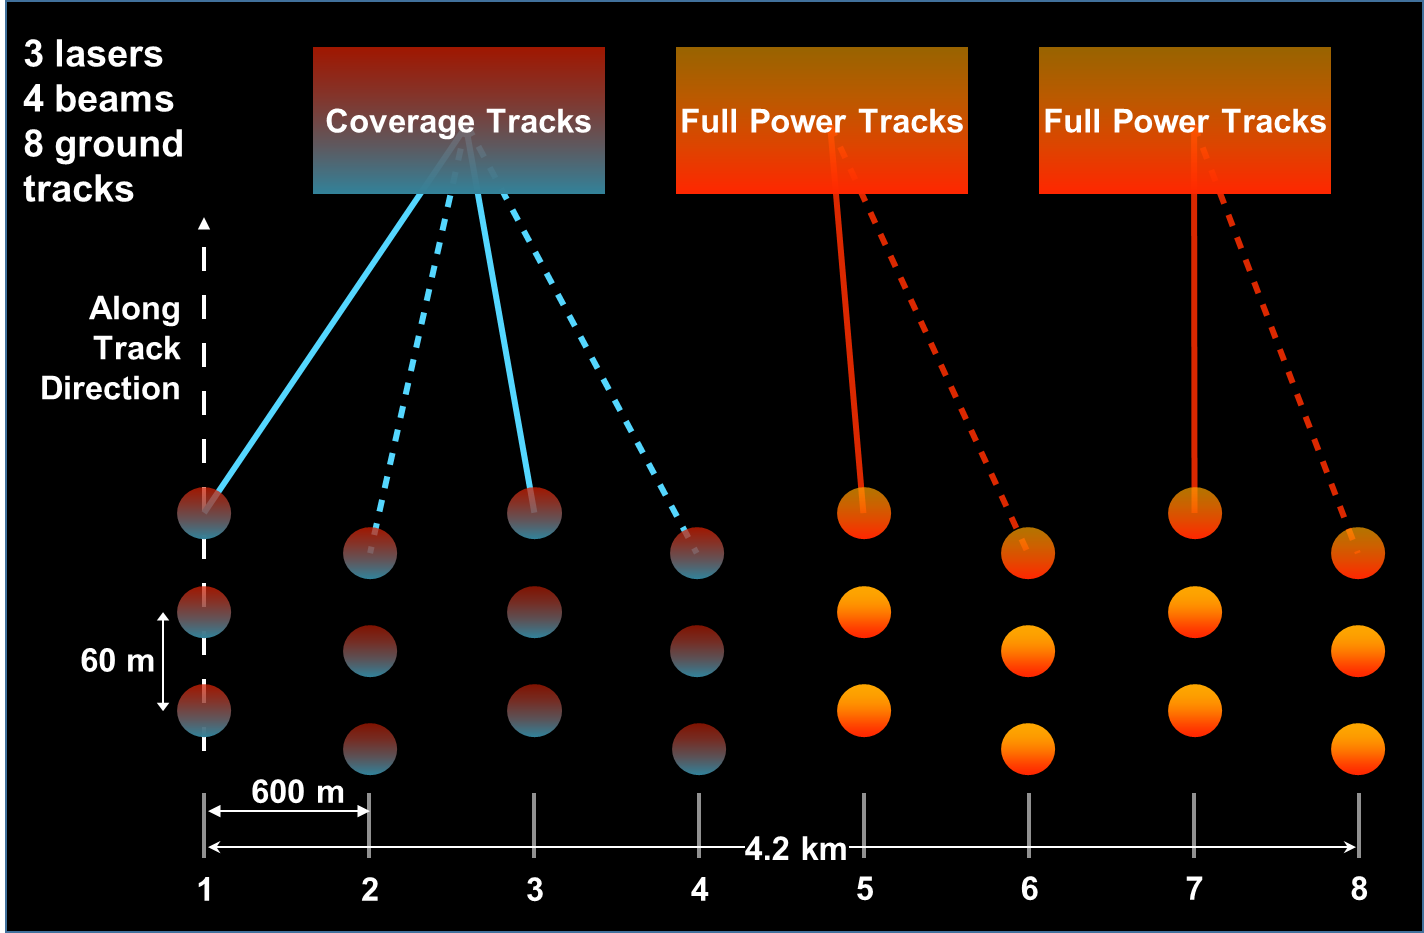 3 lasers
4 beams
8 ground
tracks
Coverage Tracks
Full Power Tracks
Full Power Tracks
Along
Track
Direction
60 m
600 m
4.2 km
1 2 3 4 5 6 7 8